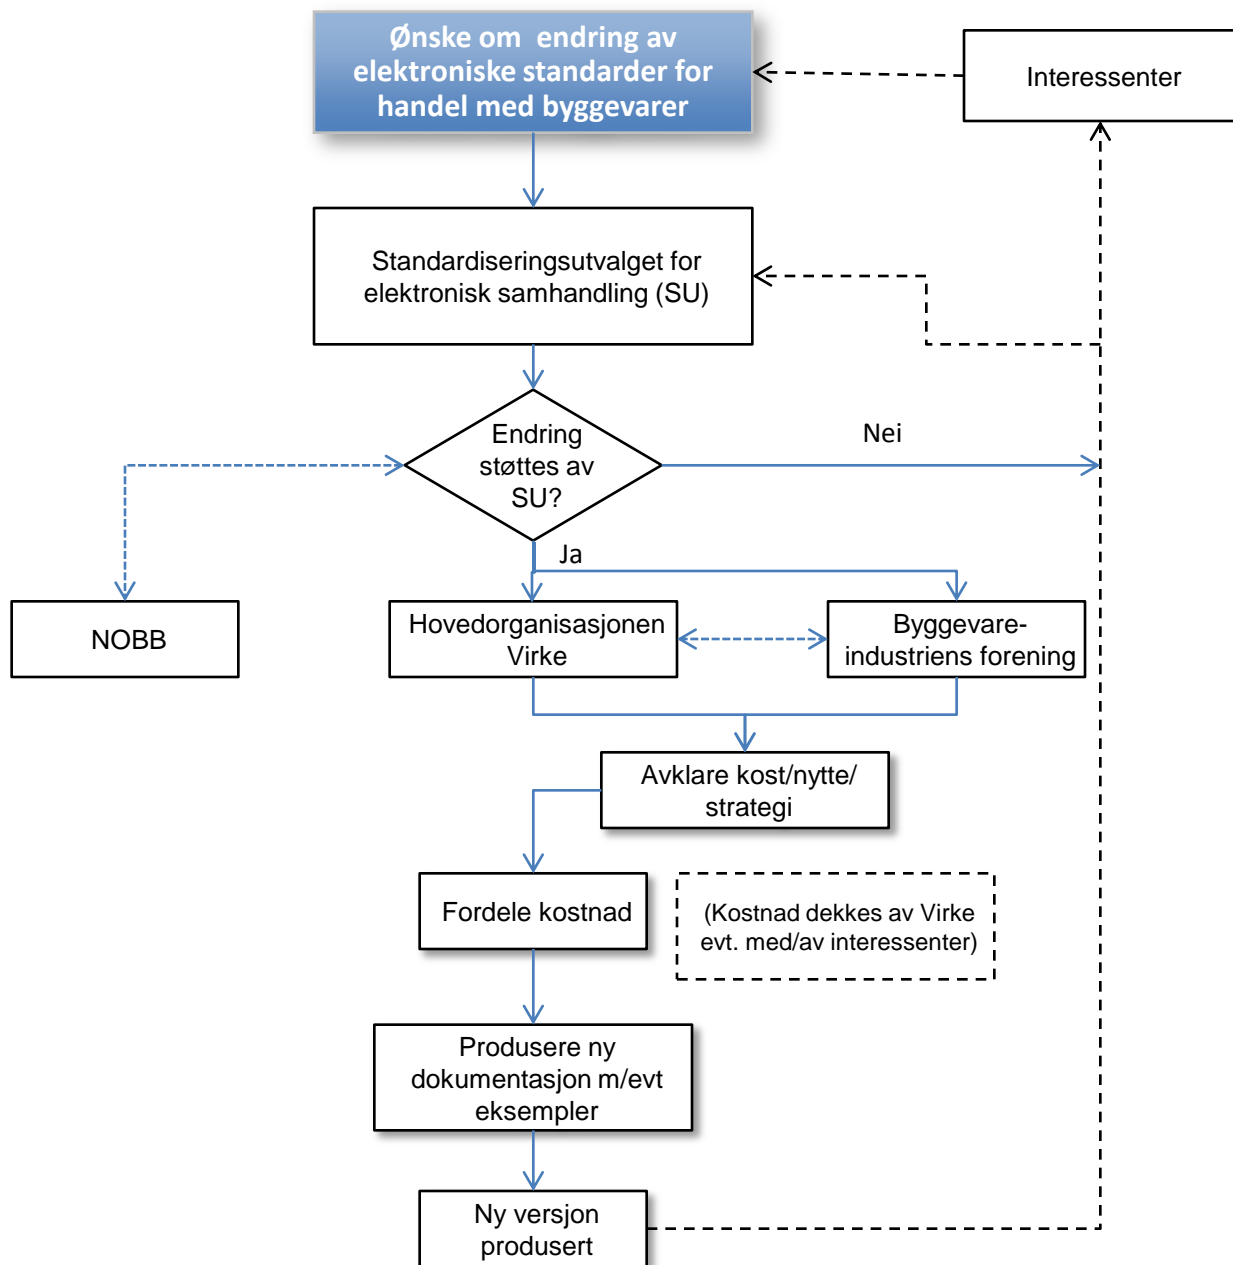 Ønske om  endring av
elektroniske standarder for
handel med byggevarer
Interessenter
Standardiseringsutvalget for
elektronisk samhandling (SU)
Endring
støttes av
SU?
Nei
Ja
NOBB
Hovedorganisasjonen
Virke
Byggevare-
industriens forening
Avklare kost/nytte/
strategi
Fordele kostnad
(Kostnad dekkes av Virke
evt. med/av interessenter)
Produsere ny
dokumentasjon m/evt
eksempler
Ny versjon
produsert